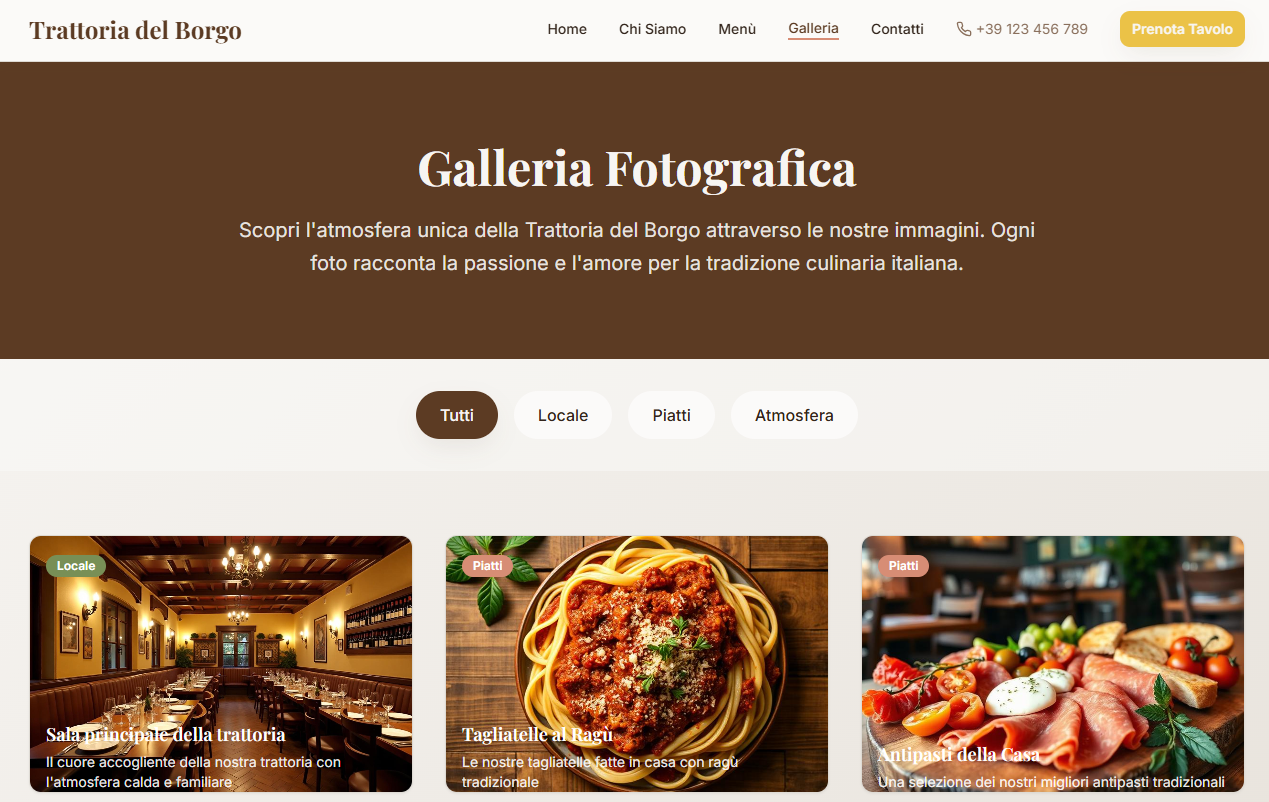 Trattoria del Borgo
Home
Chi Siamo
Menù
Galleria
Contatti
+39 123 456 789
Prenota Tavolo
Galleria Fotografica
Scopri l'atmosfera unica della Trattoria del Borgo attraverso le nostre immagini. Ogni
foto racconta la passione e l'amore per la tradizione culinaria italiana.
Tutti
Locale
Piatti
Atmosfera
Locale
Sala principale della trattoria
Il cuore accogliente della nostra trattoria con
l'atmosfera calda e familiare
Piatti
Tagliatelle al Ragù
Le nostre tagliatelle fatte in casa con ragù
tradizionale
Piatti
Antipasti della Casa
Una selezione dei nostri migliori antipasti tradizionali